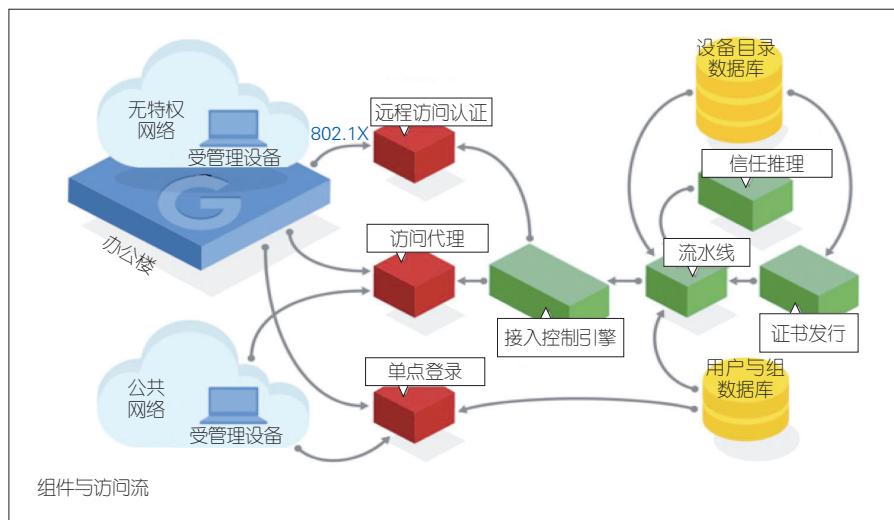 设备目录
数据库
无特权
网络
受管理设备
802.1X
远程访问认证
信任推理
办公楼
访问代理
流水线
接入控制引擎
证书发行
公共
网络
受管理设备
单点登录
用户与组
数据库
组件与访问流
G